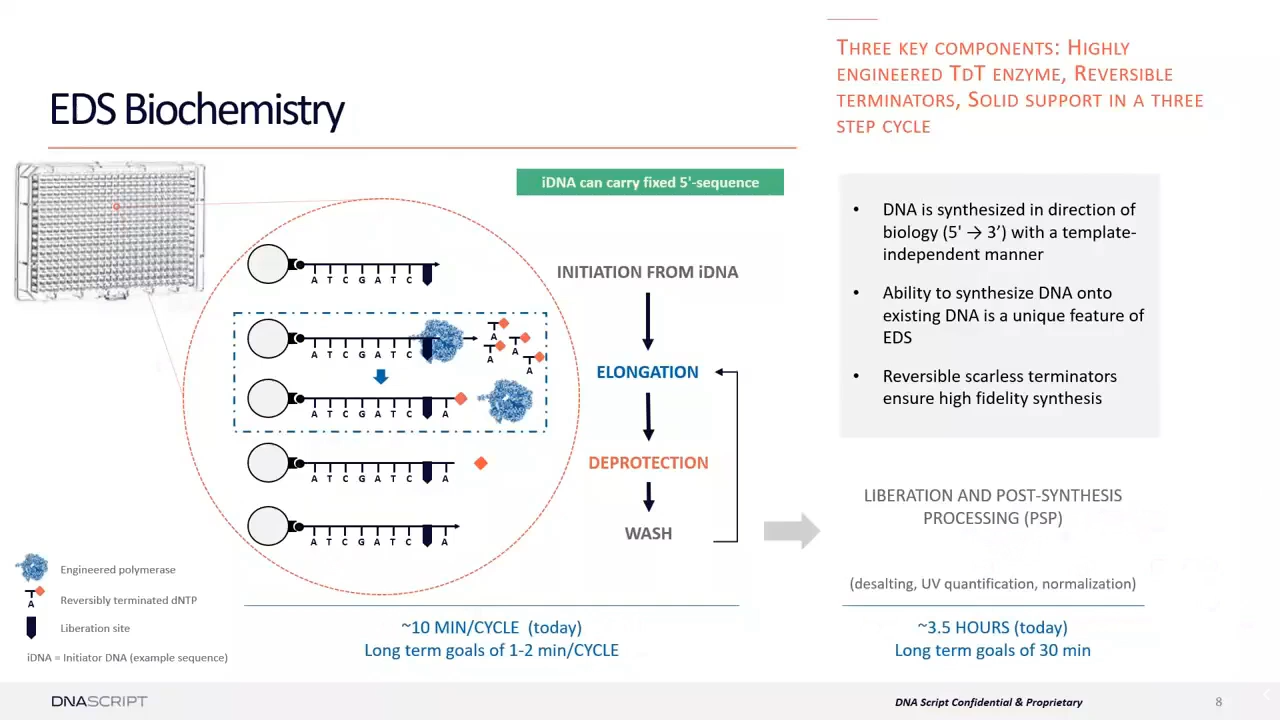 THREE KEY COMPONENTS: HIGHLY
ENGINEERED TDT ENZYME, REVERSIBLE
TERMINATORS, SOLID SUPPORT IN A THREE
STEP CYCLE
EDS Biochemistry
iDNA can carry fixed 5'-sequence
A T C G A T C
A T C G A T C
A
A
A
A
A T C G A T C A
A T C G A T C A
A T C G A T C A
INITIATION FROM iDNA
ELONGATION
DEPROTECTION
WASH
• DNA is synthesized in direction of
biology (5' → 3’) with a template-
independent manner
• Ability to synthesize DNA onto
existing DNA is a unique feature of
EDS
• Reversible scarless terminators
ensure high fidelity synthesis
LIBERATION AND POST-SYNTHESIS
PROCESSING (PSP)
(desalting, UV quantification, normalization)
Engineered polymerase
A
Reversibly terminated dNTP
Liberation site
iDNA = Initiator DNA (example sequence)
~10 MIN/CYCLE (today)
Long term goals of 1-2 min/CYCLE
~3.5 HOURS (today)
Long term goals of 30 min
DNASCRIPT
DNA Script Confidential & Proprietary
8